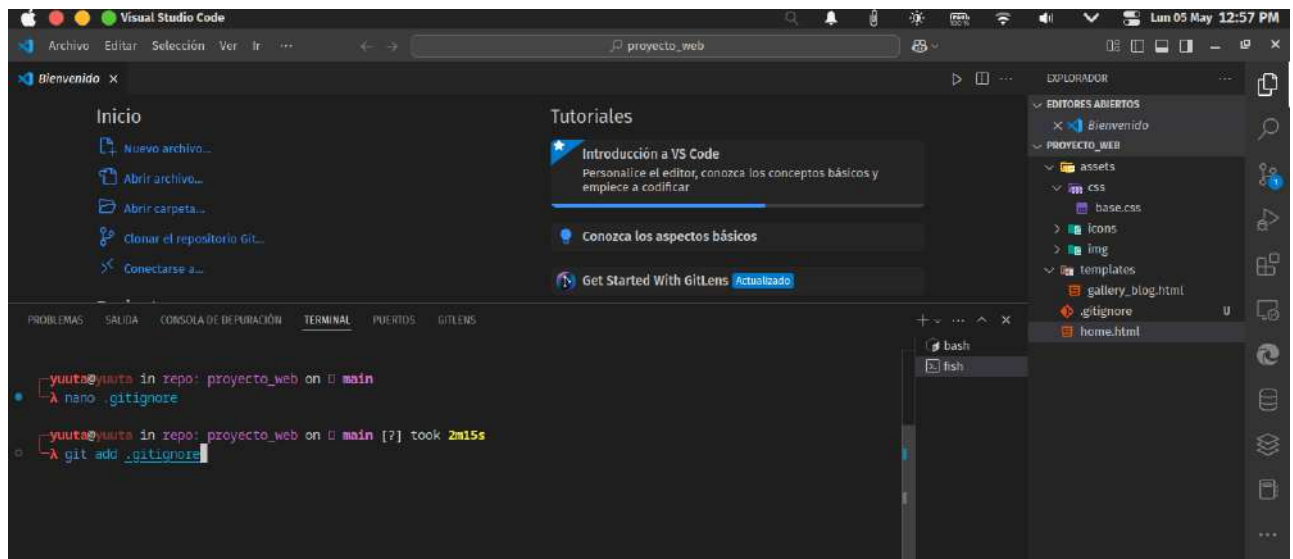 Visual Studio Code
Lun 05 May 12:57 PM
Archivo Editar Selección Ver Ir ···
proyecto_web
Bienvenido
Inicio
Nuevo archivo...
Abrir archivo...
Abrir carpeta...
Clonar el repositorio Git...
Conectarse a...
Tutoriales
Introducción a VS Code
Personalice el editor, conozca los conceptos básicos y
empiece a codificar
Conozca los aspectos básicos
Get Started With GitLens Actualizado
EXPLORADOR
EDITORES ABIERTOS
Bienvenido
PROYECTO_WEB
assets
css
base.css
icons
img
templates
gallery_blog.html
.gitignore U
home.html
PROBLEMAS SALIDA CONSOLA DE DEPURACIÓN TERMINAL PUERTOS GITLENS
bash
fish
yuuta@yuuta in repo: proyecto_web on main
λ nano .gitignore
yuuta@yuuta in repo: proyecto_web on main [?] took 2m15s
λ git add .gitignore